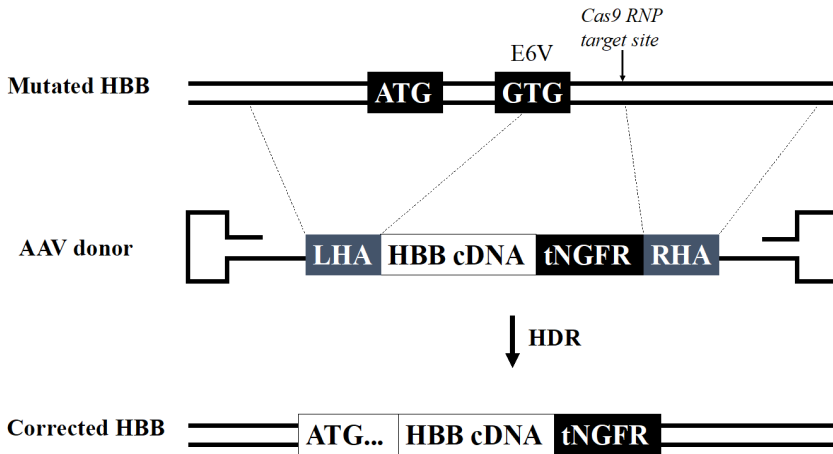 Cas9 RNP
target site
E6V
Mutated HBB
ATG
GTG
AAV donor
LHA
HBB cDNA
tNGFR
RHA
HDR
Corrected HBB
ATG...
HBB cDNA
tNGFR